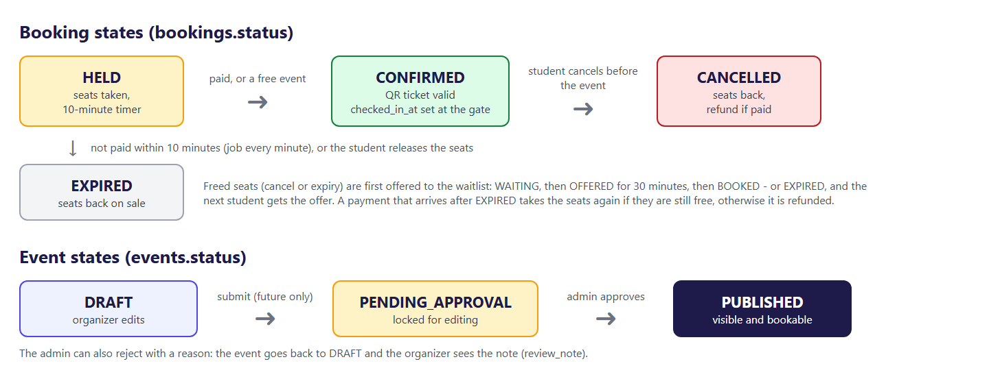 Booking states (bookings.status)
HELD
seats taken,
10-minute timer
paid, or a free event
→
CONFIRMED
QR ticket valid
checked_in_at set at the gate
student cancels before
the event
→
CANCELLED
seats back,
refund if paid
↓ not paid within 10 minutes (job every minute), or the student releases the seats
EXPIRED
seats back on sale
Freed seats (cancel or expiry) are first offered to the waitlist: WAITING, then OFFERED for 30 minutes, then BOOKED - or EXPIRED, and the
next student gets the offer. A payment that arrives after EXPIRED takes the seats again if they are still free, otherwise it is refunded.
Event states (events.status)
DRAFT
organizer edits
submit (future only)
→
PENDING_APPROVAL
locked for editing
admin approves
→
PUBLISHED
visible and bookable
The admin can also reject with a reason: the event goes back to DRAFT and the organizer sees the note (review_note).